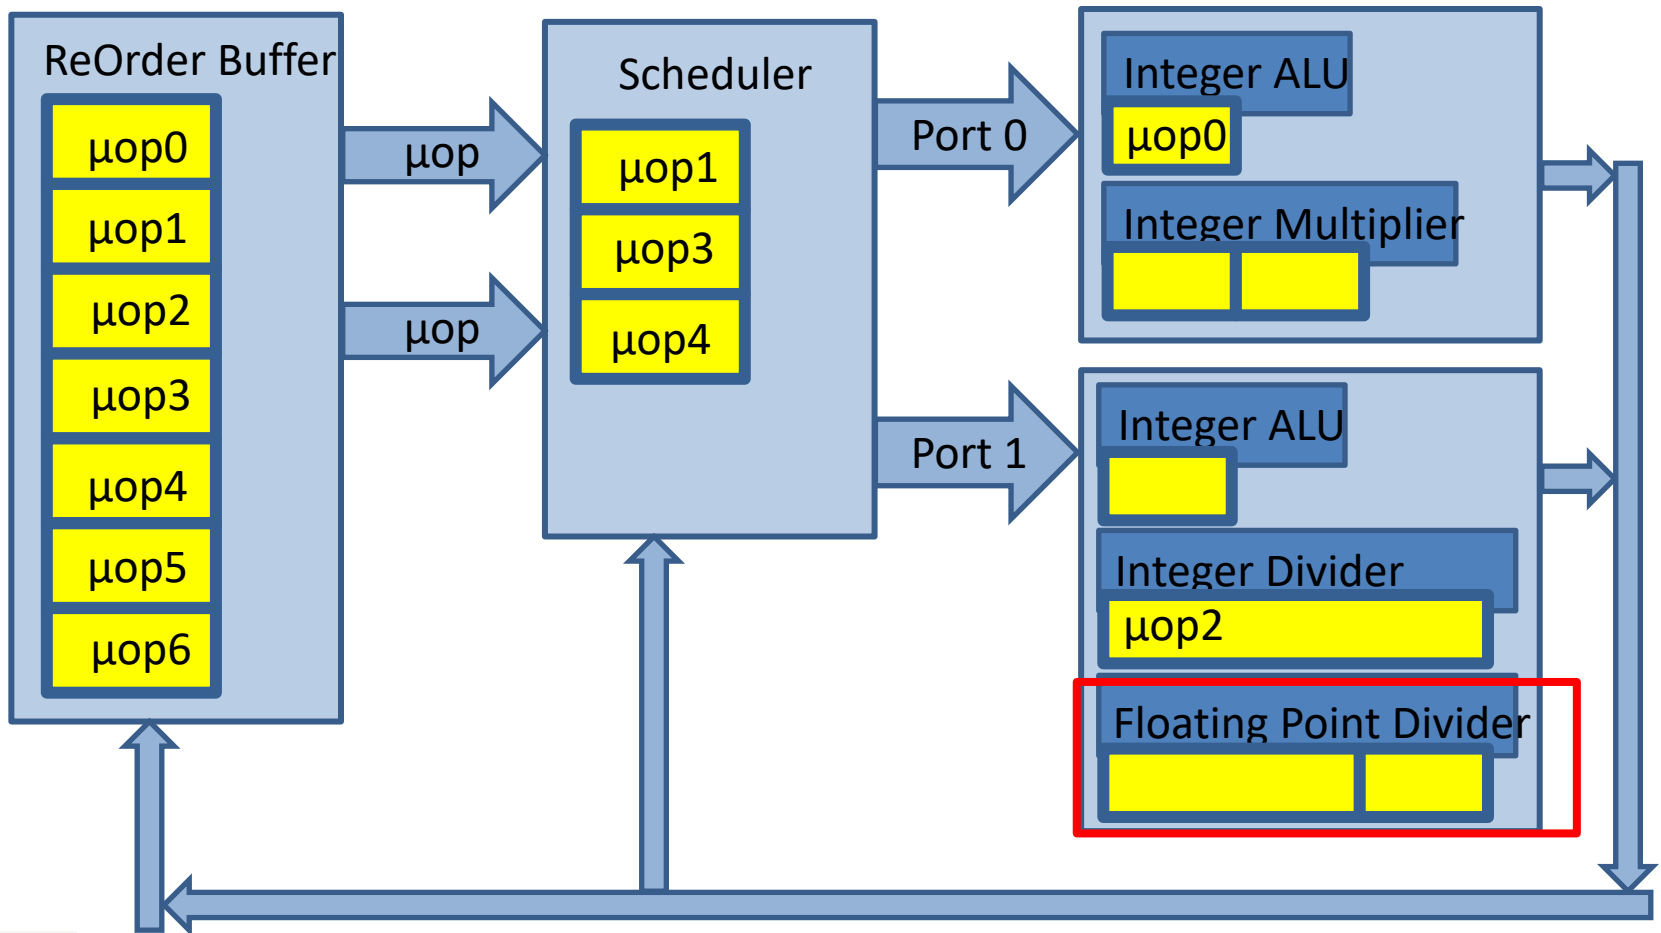 ReOrder Buffer
μop0
μop1
μop2
μop3
μop4
μop5
μop6
μop
μop
Scheduler
μop1
μop3
μop4
Port 0
Port 1
Integer ALU
μop0
Integer Multiplier
Integer ALU
Integer Divider
μop2
Floating Point Divider